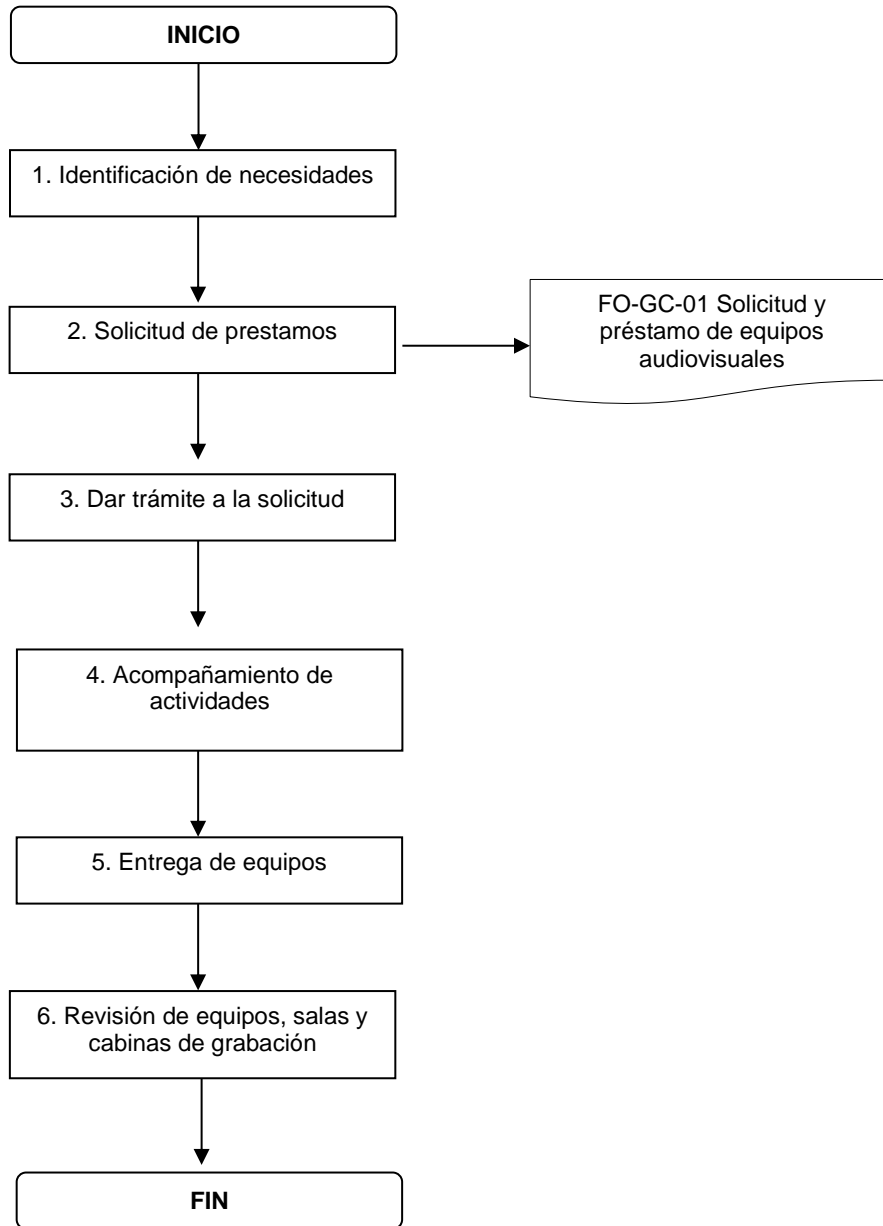 INICIO
1. Identificación de necesidades
2. Solicitud de prestamos
FO-GC-01 Solicitud y
préstamo de equipos
audiovisuales
3. Dar trámite a la solicitud
4. Acompañamiento de
actividades
5. Entrega de equipos
6. Revisión de equipos, salas y
cabinas de grabación
FIN